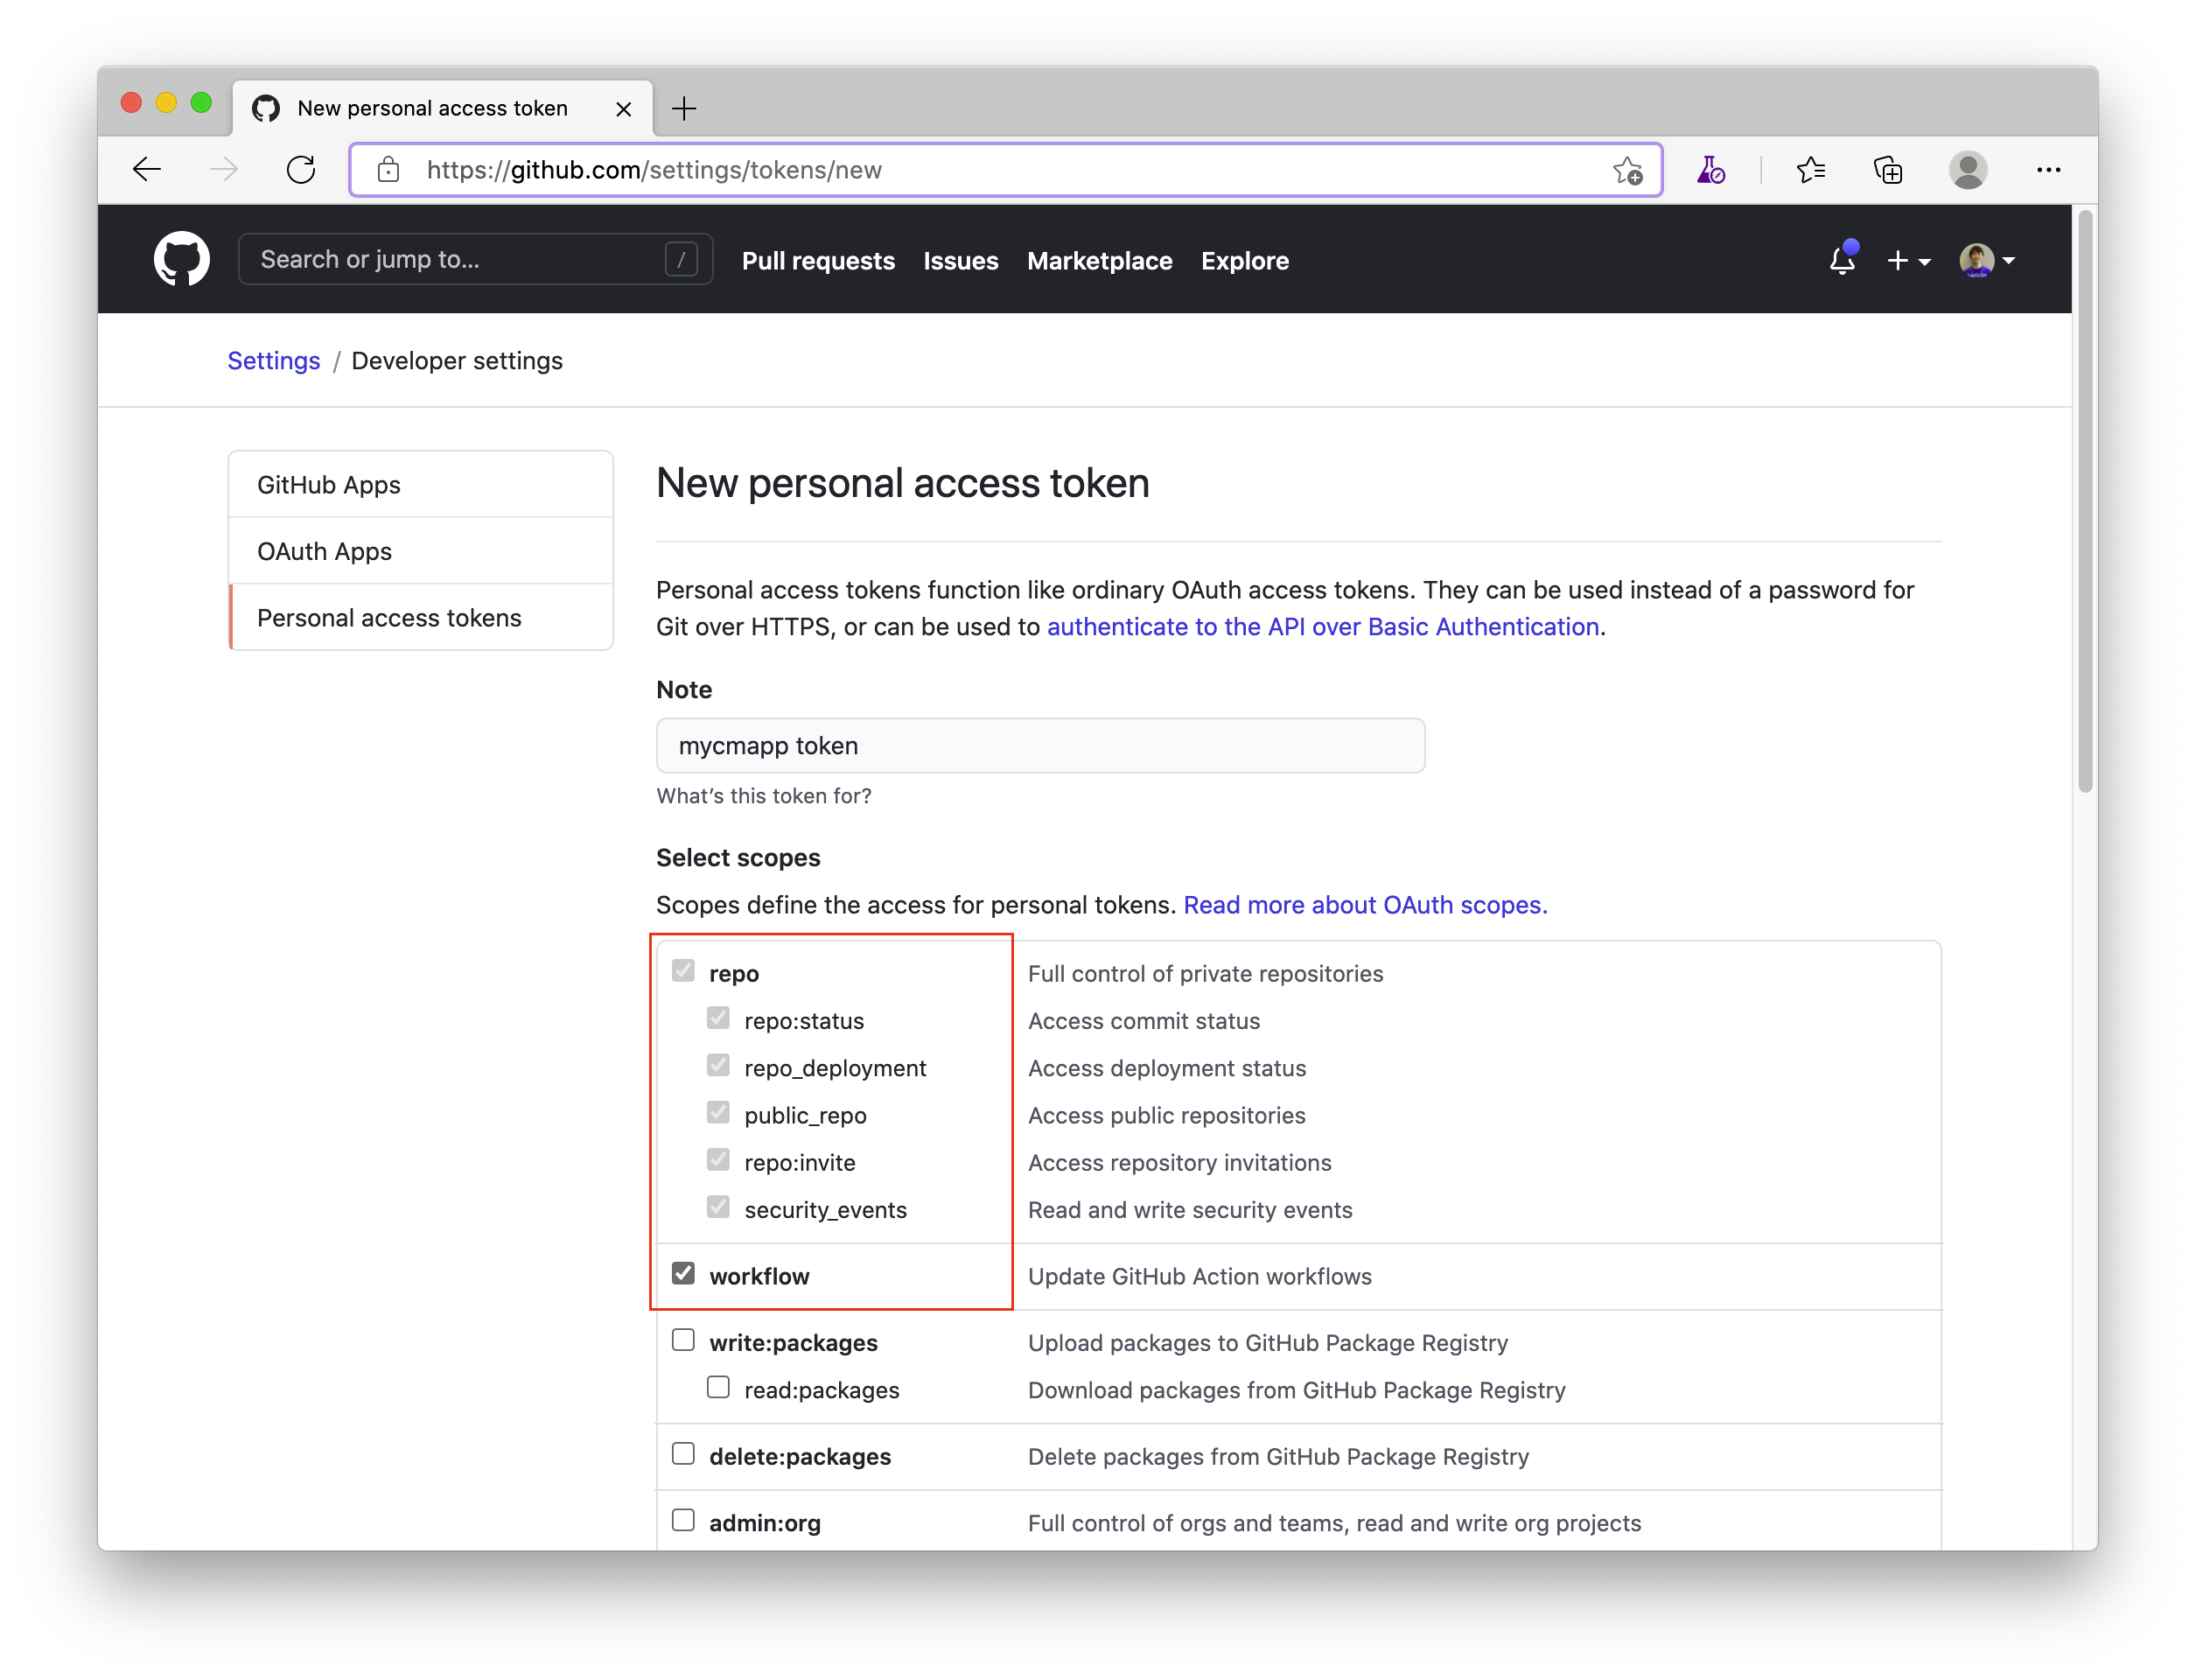 New personal access token
https://github.com/settings/tokens/new
Search or jump to... /
Pull requests Issues Marketplace Explore
Settings / Developer settings
GitHub Apps
OAuth Apps
Personal access tokens
New personal access token
Personal access tokens function like ordinary OAuth access tokens. They can be used instead of a password for
Git over HTTPS, or can be used to authenticate to the API over Basic Authentication.
Note
mycmapp token
What's this token for?
Select scopes
Scopes define the access for personal tokens. Read more about OAuth scopes.
repo Full control of private repositories
repo:status Access commit status
repo_deployment Access deployment status
public_repo Access public repositories
repo:invite Access repository invitations
security_events Read and write security events
workflow Update GitHub Action workflows
write:packages Upload packages to GitHub Package Registry
read:packages Download packages from GitHub Package Registry
delete:packages Delete packages from GitHub Package Registry
admin:org Full control of orgs and teams, read and write org projects